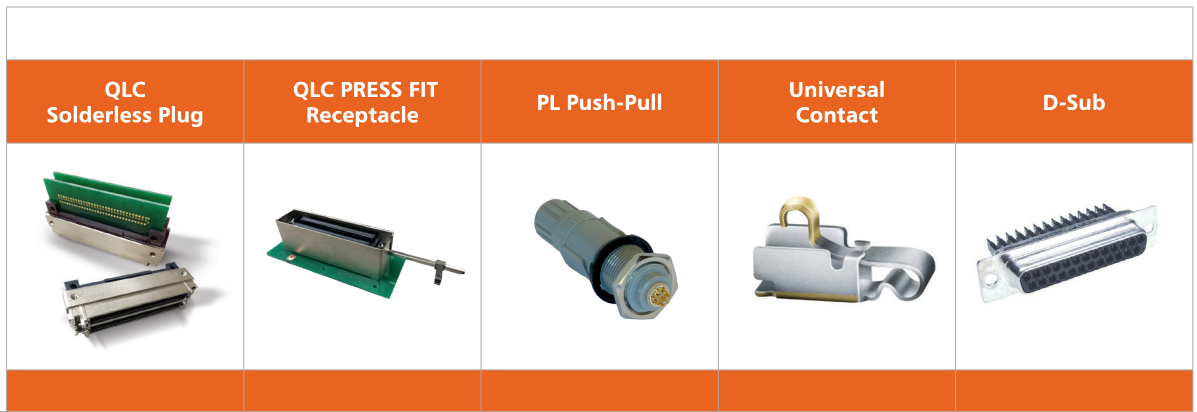 QLC
Solderless Plug
QLC PRESS FIT
Receptacle
PL Push-Pull
Universal
Contact
D-Sub